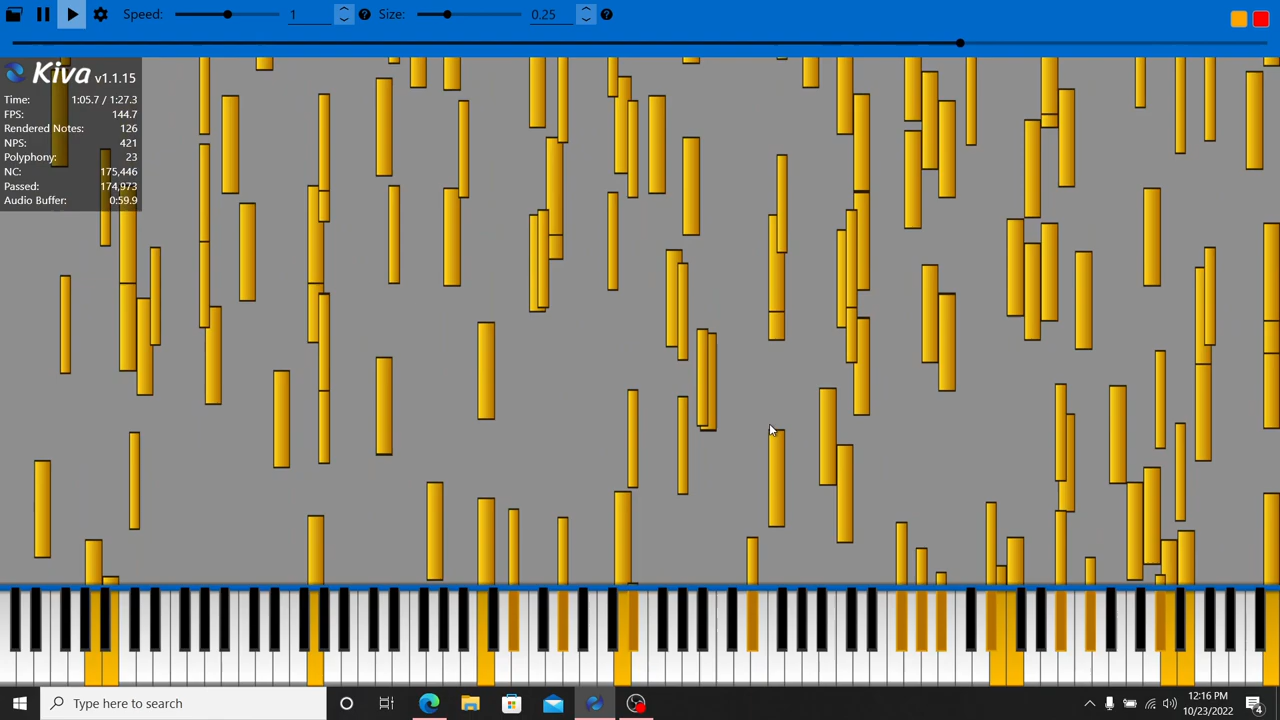 Speed: 1 Size: 0.25
Kiva v1.1.15
Time: 1:05.7 / 1:27.3
FPS: 144.7
Rendered Notes: 126
NPS: 421
Polyphony: 23
NC: 175,446
Passed: 174,973
Audio Buffer: 0:59.9
Type here to search
12:16 PM
10/23/2022
4